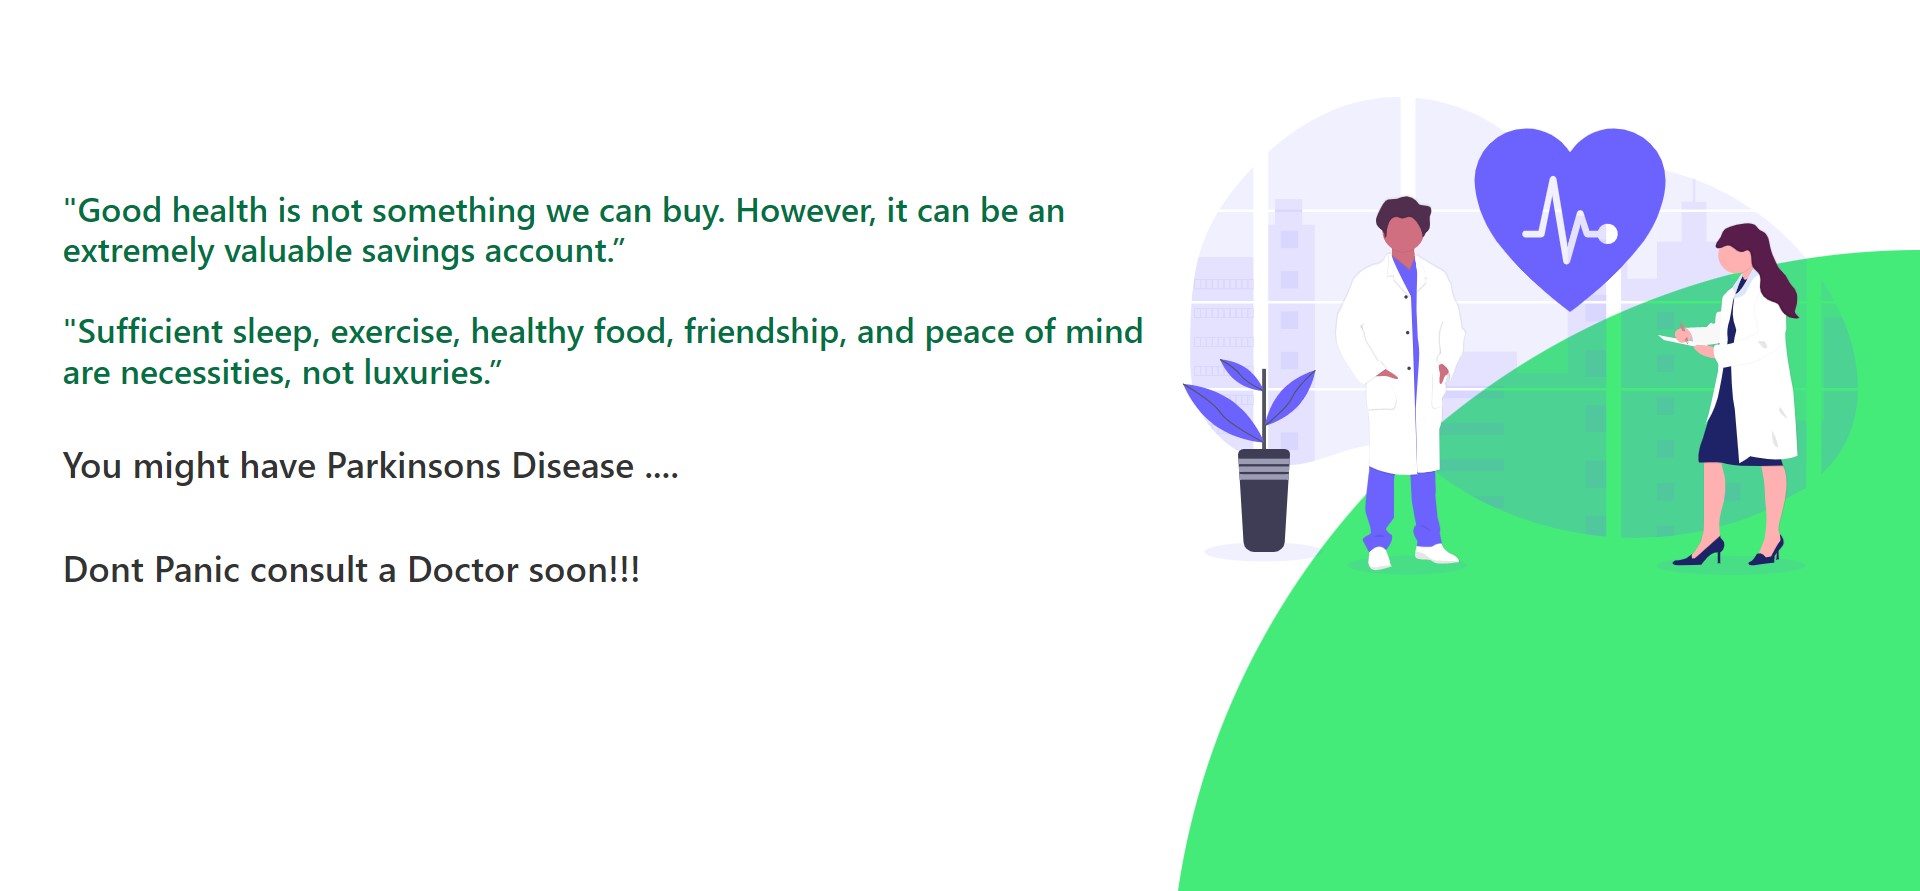 "Good health is not something we can buy. However, it can be an
extremely valuable savings account.”
"Sufficient sleep, exercise, healthy food, friendship, and peace of mind
are necessities, not luxuries.”
You might have Parkinsons Disease ....
Dont Panic consult a Doctor soon!!!